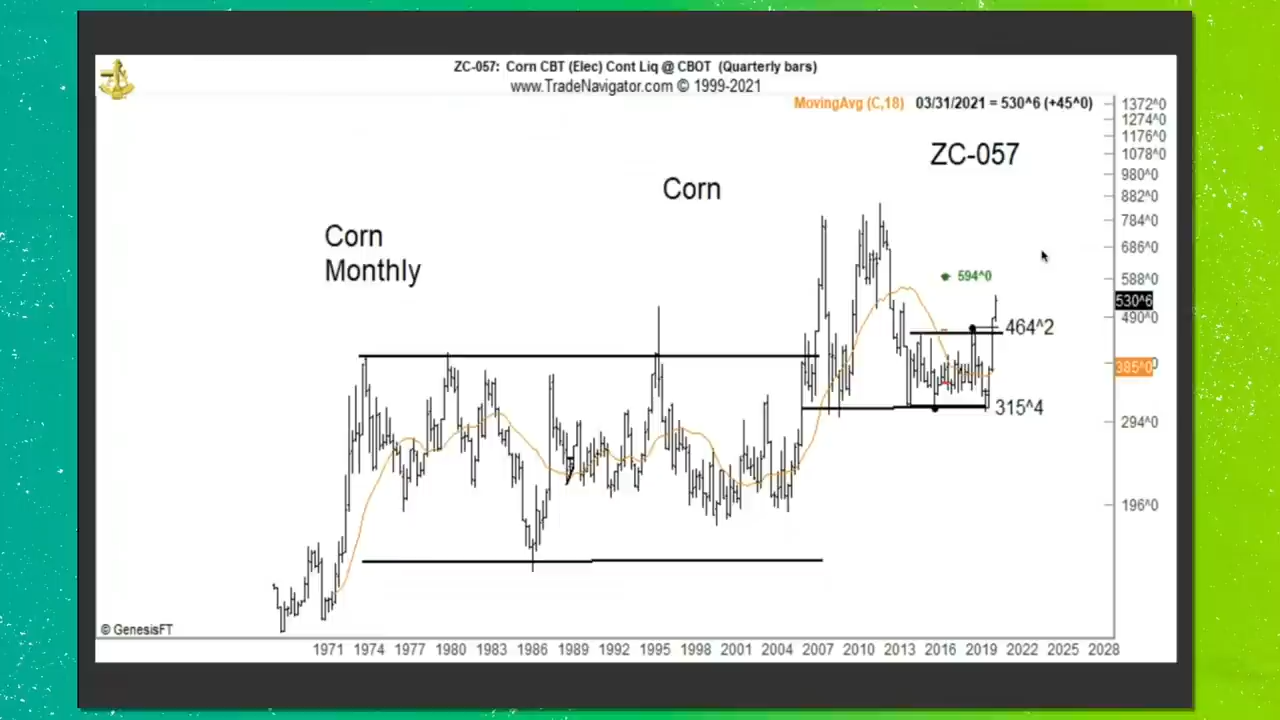 ZC-057: Corn CBT (Elec) Cont Liq @ CBOT (Quarterly bars)
www.TradeNavigator.com © 1999-2021
MovingAvg (C,18) 03/31/2021 = 530^6 (+45^0)
1372^0
1274^0
1176^0
1078^0
980^0
882^0
784^0
686^0
588^0
530^6
490^0
385^0
294^0
196^0
ZC-057
Corn
Corn
Monthly
594^0
464^2
315^4
© GenesisFT
1971 1974 1977 1980 1983 1986 1989 1992 1995 1998 2001 2004 2007 2010 2013 2016 2019 2022 2025 2028